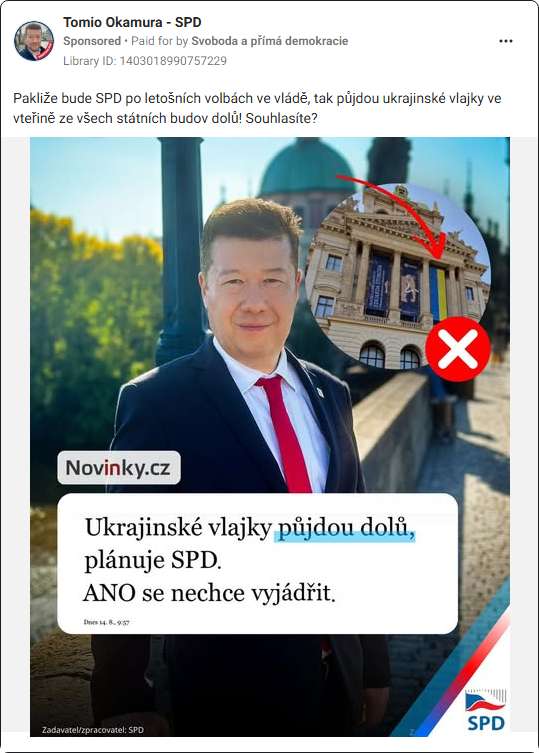 Tomio Okamura - SPD
Sponsored • Paid for by Svoboda a přímá demokracie
Library ID: 1403018990757229
Pakliže bude SPD po letošních volbách ve vládě, tak půjdou ukrajinské vlajky ve
vteřině ze všech státních budov dolů! Souhlasíte?
Novinky.cz
Ukrajinské vlajky půjdou dolů,
plánuje SPD.
ANO se nechce vyjádřit.
Dnes 14. 8., 9:57
SPD
Zadavatel/zpracovatel: SPD